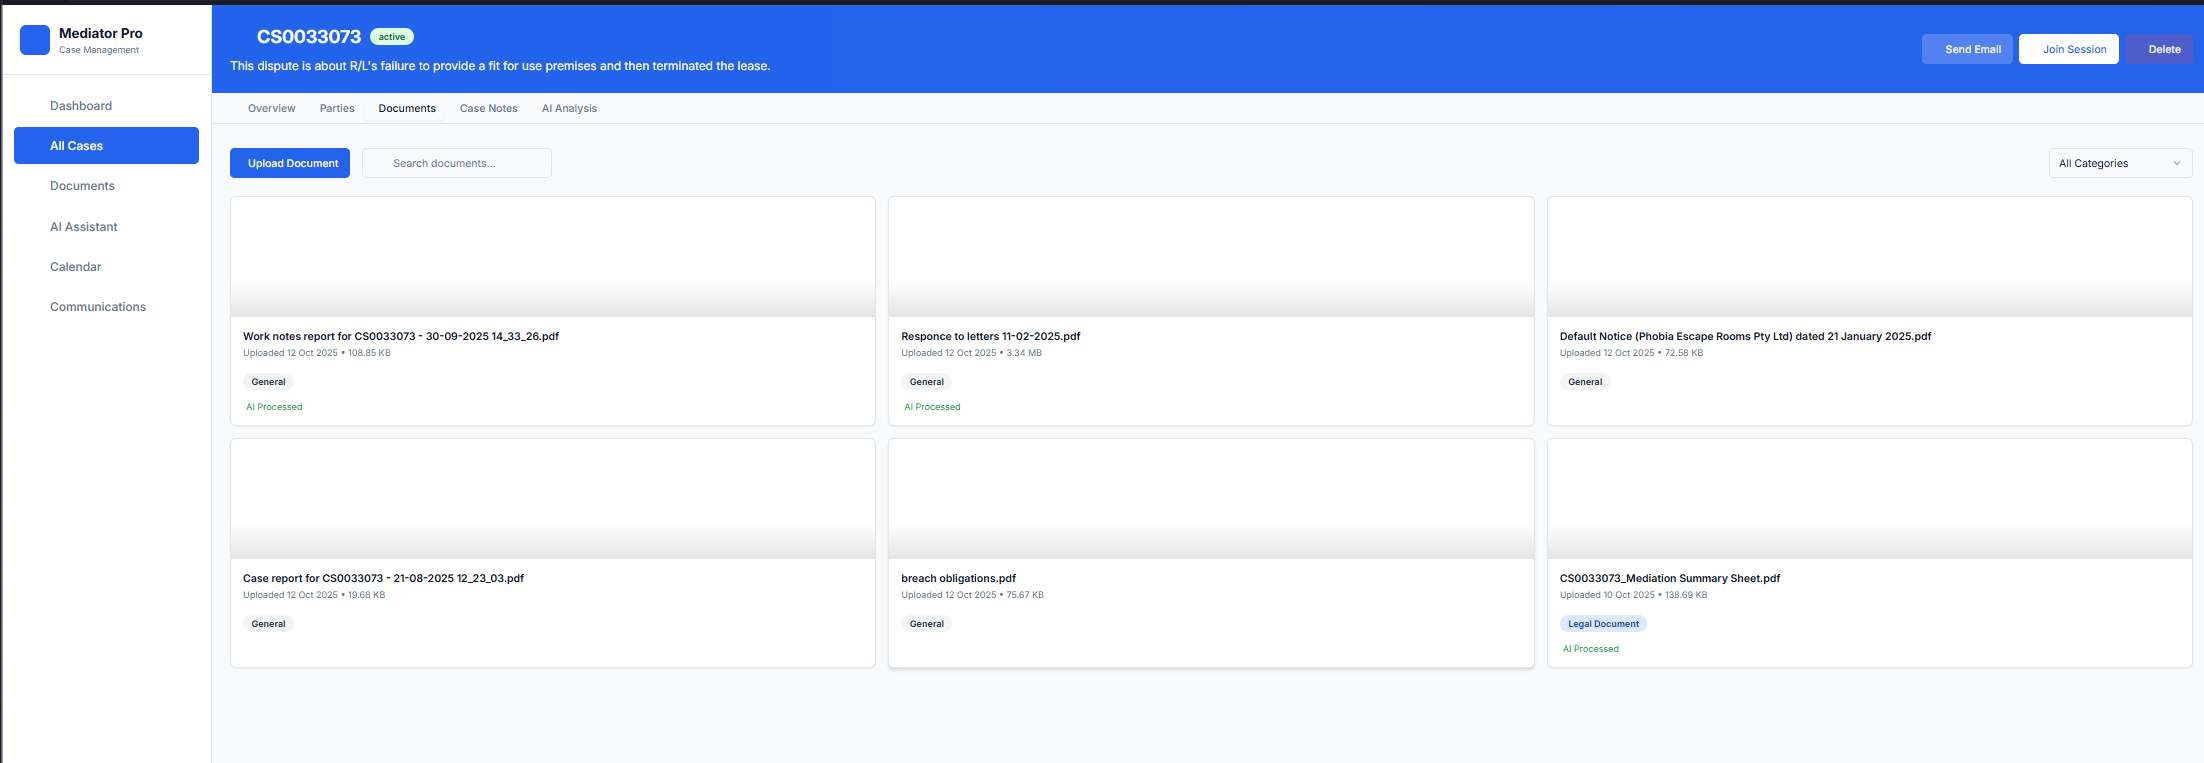 Mediator Pro
Case Management
Dashboard
All Cases
Documents
AI Assistant
Calendar
Communications
CS0033073 active
This dispute is about R/L's failure to provide a fit for use premises and then terminated the lease.
Send Email Join Session Delete
Overview Parties Documents Case Notes AI Analysis
Upload Document Search documents... All Categories
Work notes report for CS0033073 - 30-09-2025 14_33_26.pdf
Uploaded 12 Oct 2025 • 108.85 KB
General
AI Processed
Responce to letters 11-02-2025.pdf
Uploaded 12 Oct 2025 • 3.34 MB
General
AI Processed
Default Notice (Phobia Escape Rooms Pty Ltd) dated 21 January 2025.pdf
Uploaded 12 Oct 2025 • 72.58 KB
General
Case report for CS0033073 - 21-08-2025 12_23_03.pdf
Uploaded 12 Oct 2025 • 19.68 KB
General
breach obligations.pdf
Uploaded 12 Oct 2025 • 75.67 KB
General
CS0033073_Mediation Summary Sheet.pdf
Uploaded 10 Oct 2025 • 138.69 KB
Legal Document
AI Processed